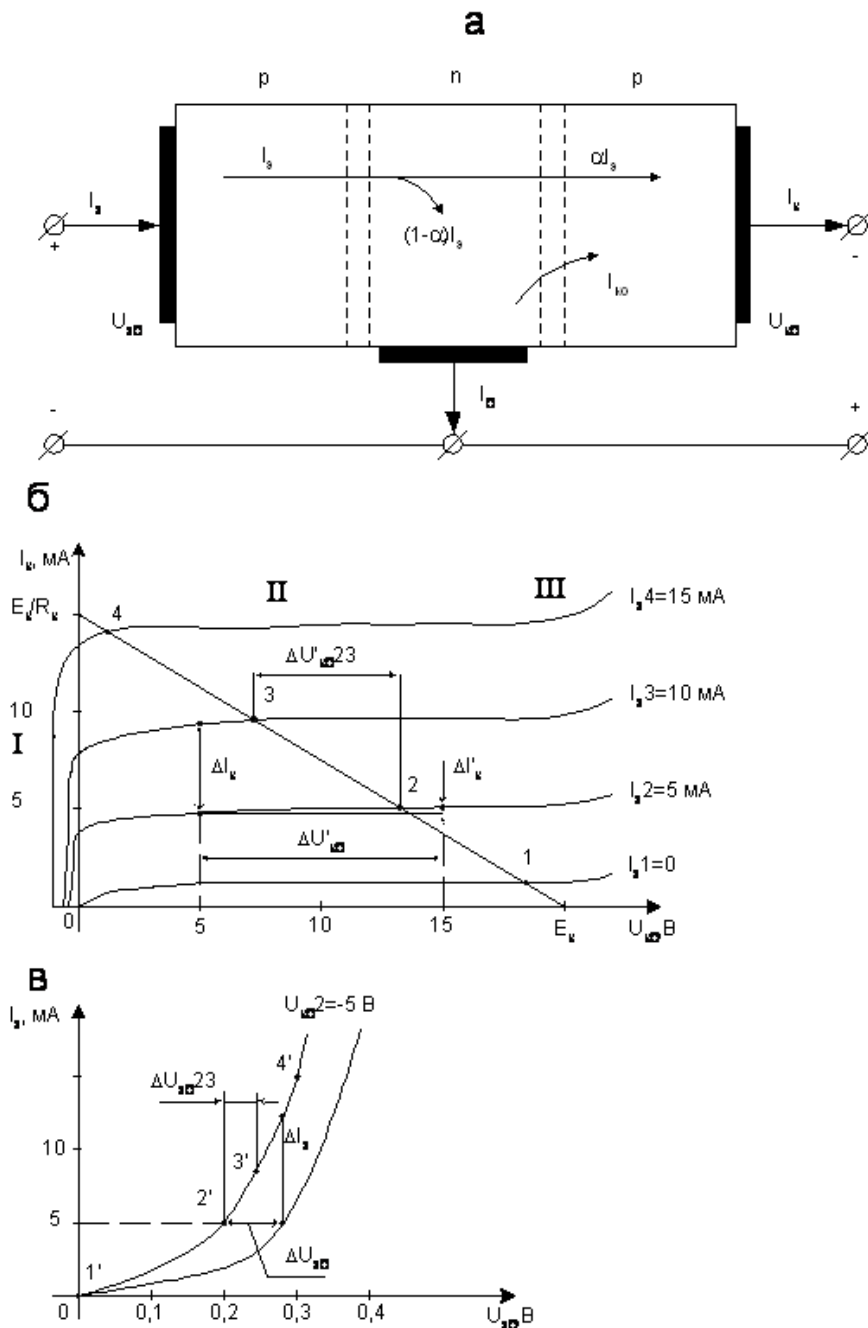 а
p n p
Iэ αIэ
Iэ Iк
(1-α)Iэ
+ -
Iко
Uэб Uкб
Iб
- +
б
Iк, мА
II III
Eк/Rк 4 Iэ4=15 мА
ΔU'кб23
3
10 Iэ3=10 мА
I
ΔIк ΔI'к
2
5 Iэ2=5 мА
ΔU'кб
1 Iэ1=0
0 5 10 15 Eк Uкб,В
в
Iэ, мА Uкб2=-5 В
4'
ΔUэб23
ΔIэ
10
3'
2'
5
ΔUэб
1'
0 0,1 0,2 0,3 0,4 Uэб,В